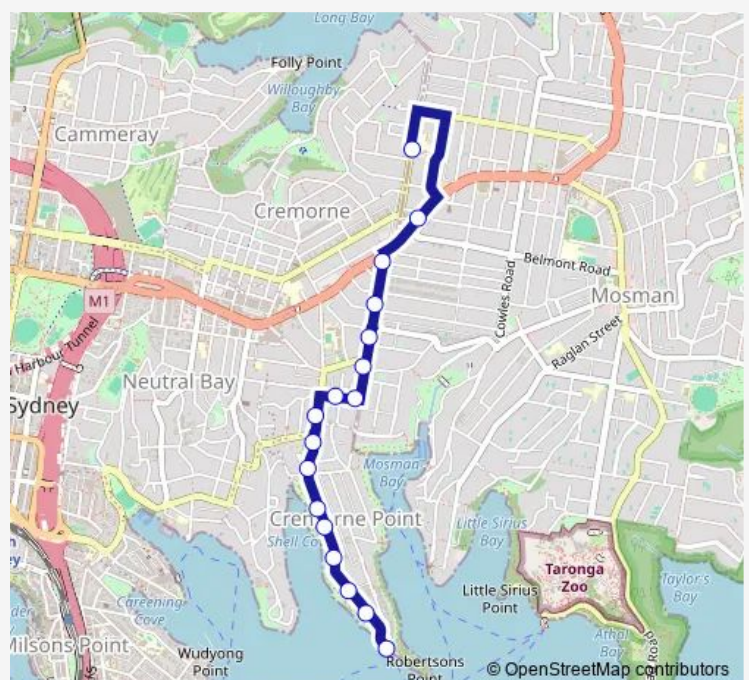 Long Bay
Folly Point
Willoughby
Bay
Cammeray
Cremorne
Belmont Road
M1
Mosman
Cowles Road
Raglan Street
Harbour Tunnel
Neutral Bay
Sydney
Mosman
Bay
Cremorne Point
Shell Cove
Little Sirius
Bay
Taronga
Zoo
Taylor's
Bay
Little Sirius
Point
Careening
Cove
Athol
Bay
Milsons Point
Wudyong
Point
Robertsons
Point
Road
© OpenStreetMap contributors